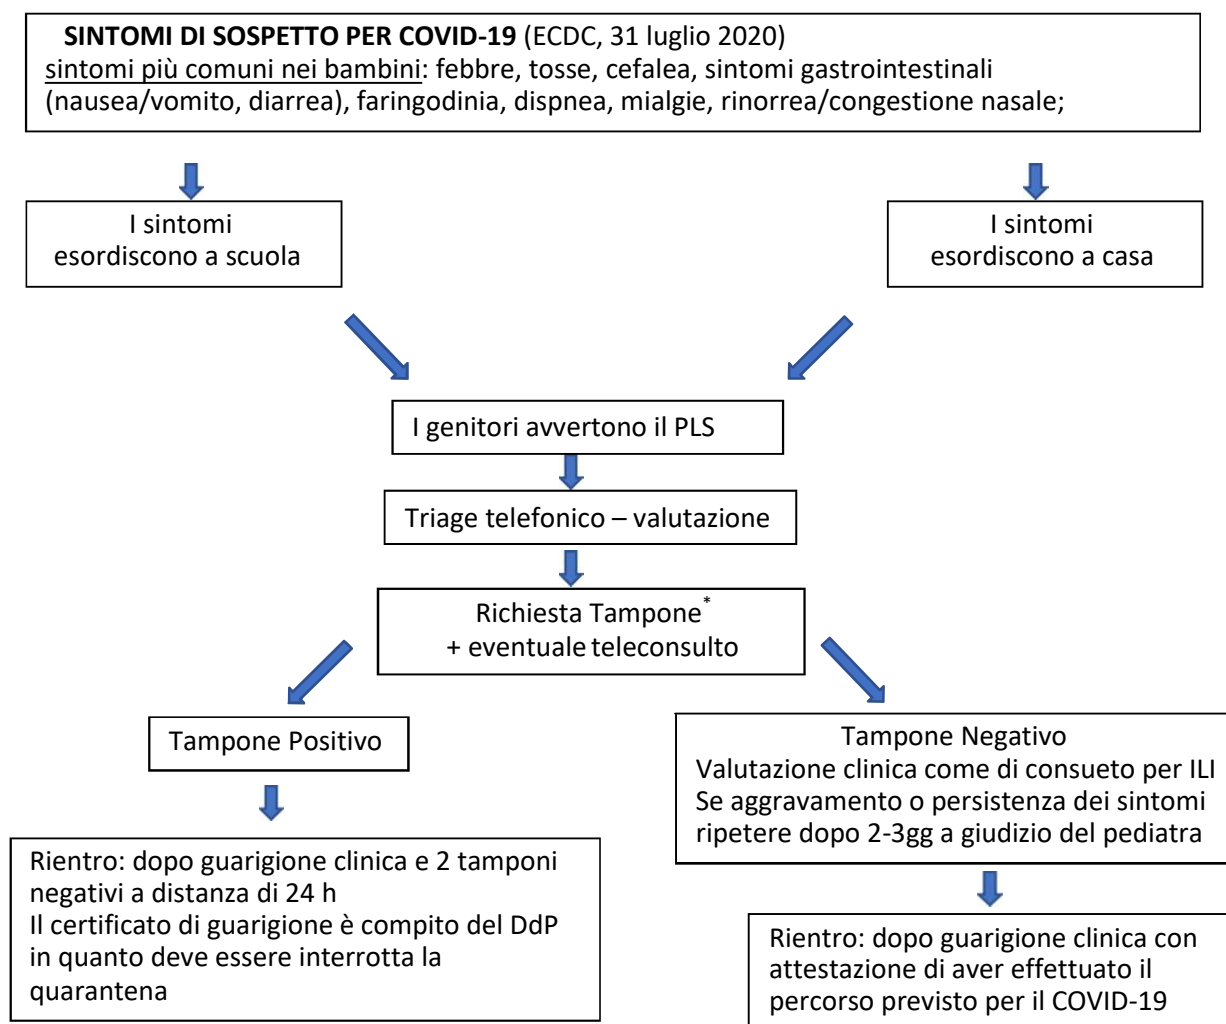 SINTOMI DI SOSPETTO PER COVID-19 (ECDC, 31 luglio 2020)
sintomi più comuni nei bambini: febbre, tosse, cefalea, sintomi gastrointestinali
(nausea/vomito, diarrea), faringodinia, dispnea, mialgie, rinorrea/congestione nasale;
I sintomi
esordiscono a scuola
I sintomi
esordiscono a casa
I genitori avvertono il PLS
Triage telefonico – valutazione
Richiesta Tampone*
+ eventuale teleconsulto
Tampone Positivo
Tampone Negativo
Valutazione clinica come di consueto per ILI
Se aggravamento o persistenza dei sintomi
ripetere dopo 2-3gg a giudizio del pediatra
Rientro: dopo guarigione clinica e 2 tamponi
negativi a distanza di 24 h
Il certificato di guarigione è compito del DdP
in quanto deve essere interrotta la
quarantena
Rientro: dopo guarigione clinica con
attestazione di aver effettuato il
percorso previsto per il COVID-19